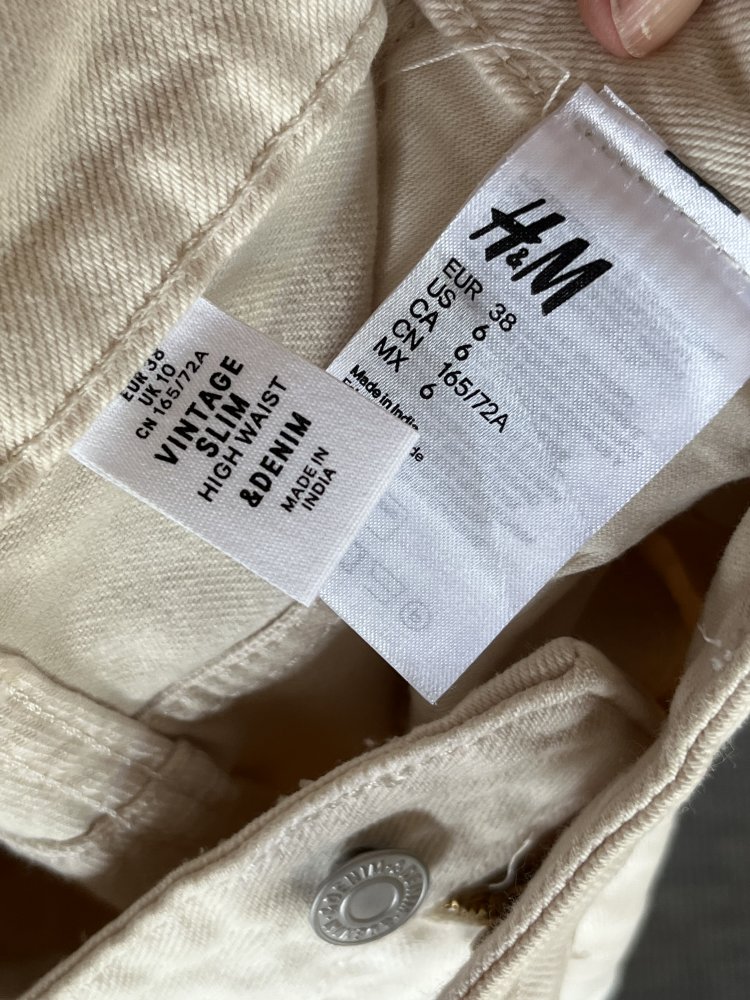 H&M
EUR 38
US 6
CA 6
CN 165/72A
MX 6
Made in India
EUR 38
UK 10
CN 165/72A
VINTAGE
SLIM
HIGH WAIST
&DENIM
MADE IN
INDIA